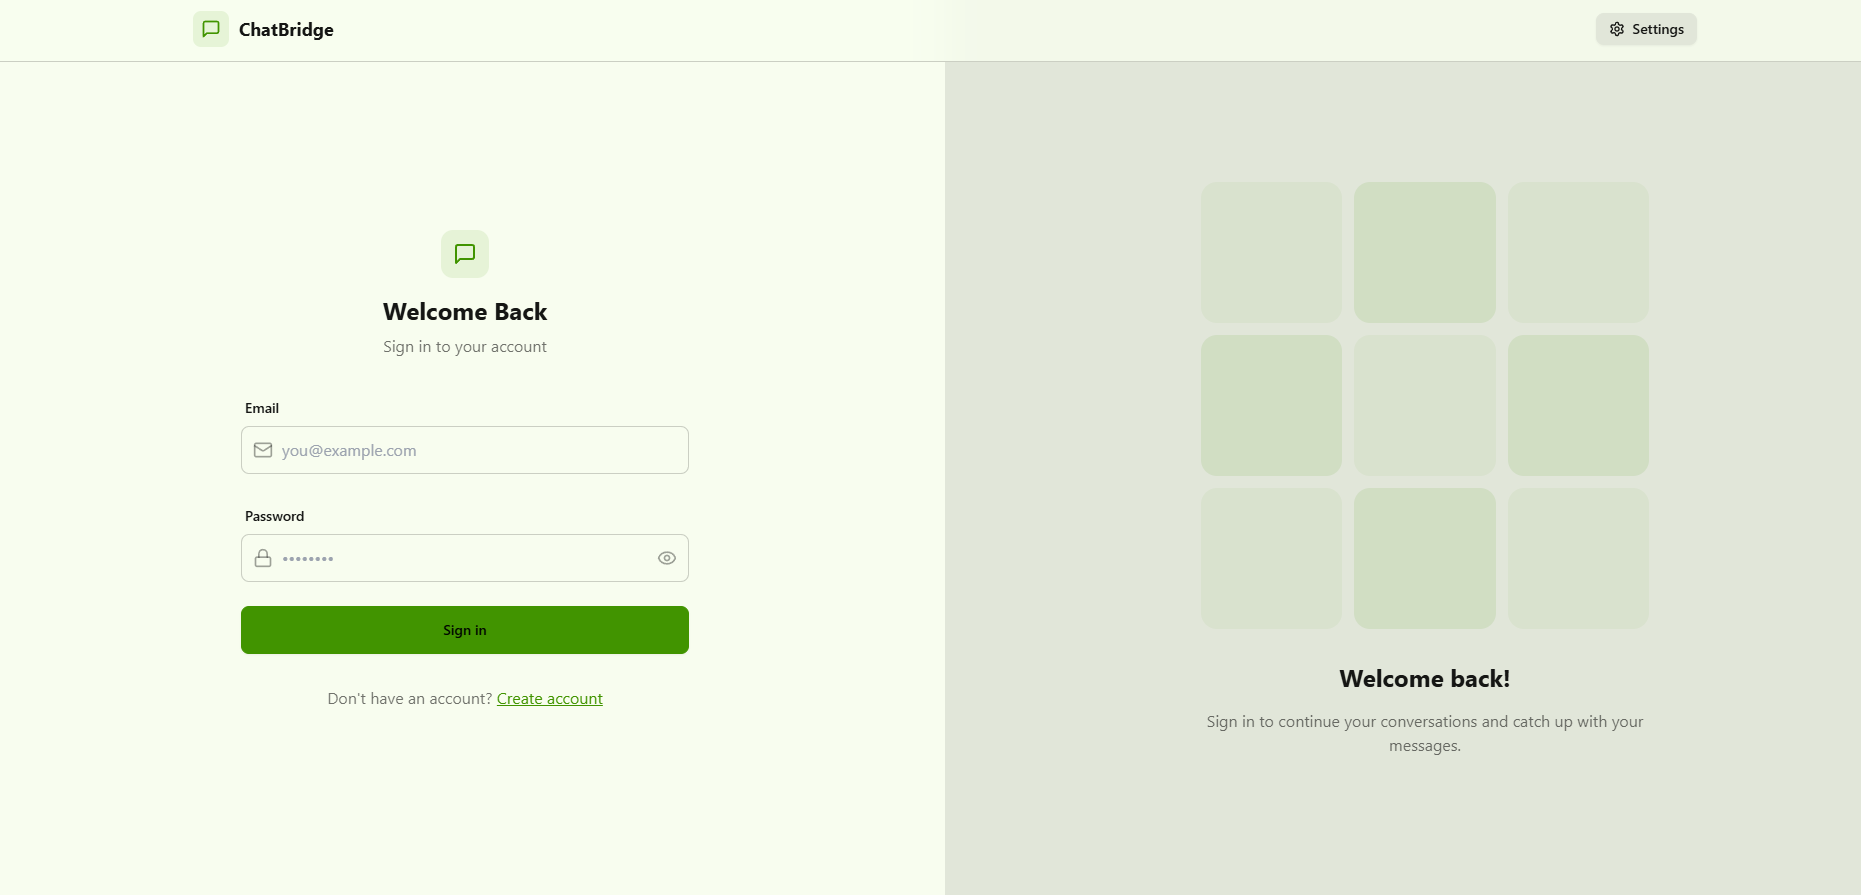 ChatBridge
Settings
Welcome Back
Sign in to your account
Email
you@example.com
Password
••••••••
Sign in
Don't have an account? Create account
Welcome back!
Sign in to continue your conversations and catch up with your
messages.